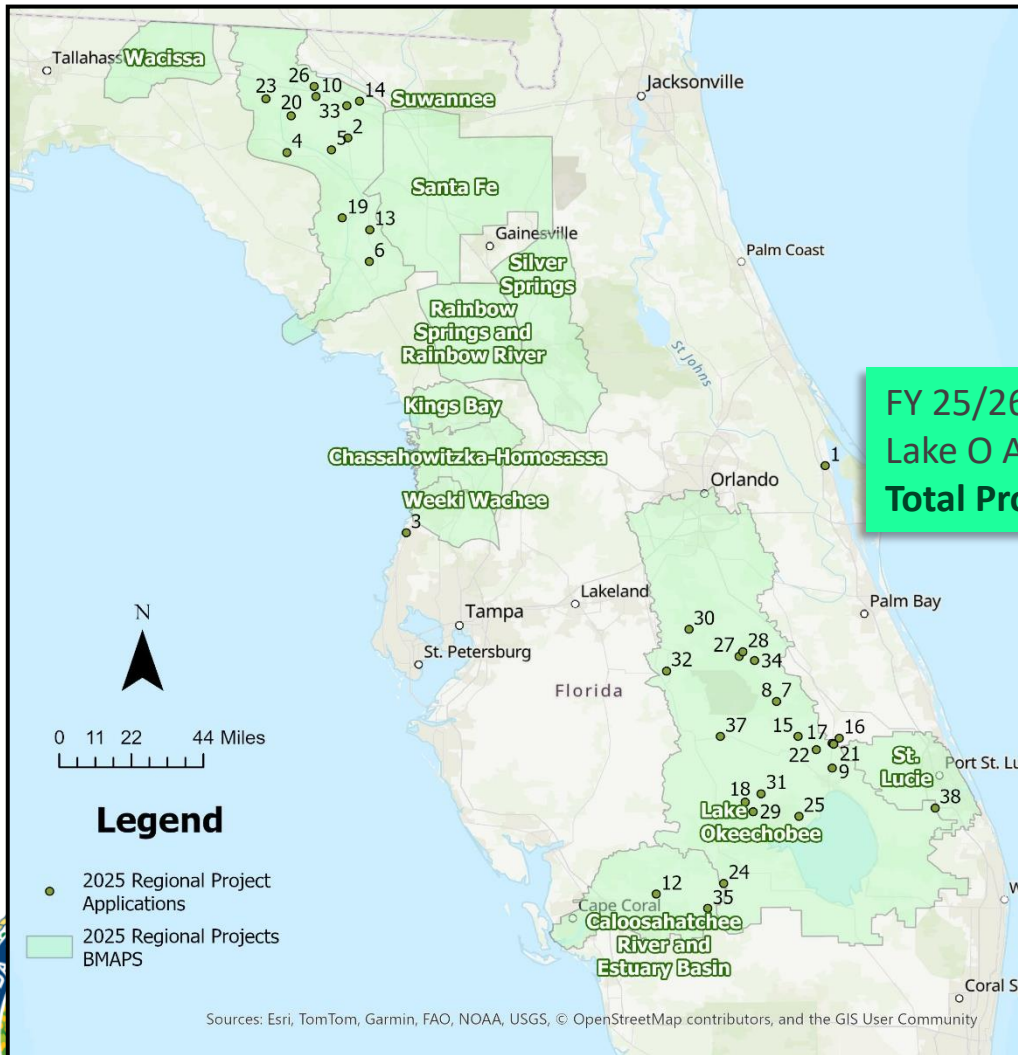 Tallahass
Wacissa
Jacksonville
26
10
14
23
33
Suwannee
20
2
5
4
Santa Fe
19
13
Gainesville
6
Silver
Springs
Palm Coast
Rainbow
Springs and
Rainbow River
St Johns
Kings Bay
FY 25/26
Lake O A
Total Pro
Chassahowitzka-Homosassa
1
Orlando
Weeki Wachee
3
Lakeland
Palm Bay
N
Tampa
30
St. Petersburg
27
28
34
32
Florida
8
7
0 11 22 44 Miles
37
15
17
16
22
21
St.
Lucie
Port St. Lu
9
31
18
Legend
29
25
38
Lake
Okeechobee
2025 Regional Project
Applications
24
12
W
35
Cape Coral
Caloosahatchee
River and
Estuary Basin
2025 Regional Projects
BMAPS
Coral S
Sources: Esri, TomTom, Garmin, FAO, NOAA, USGS, © OpenStreetMap contributors, and the GIS User Community